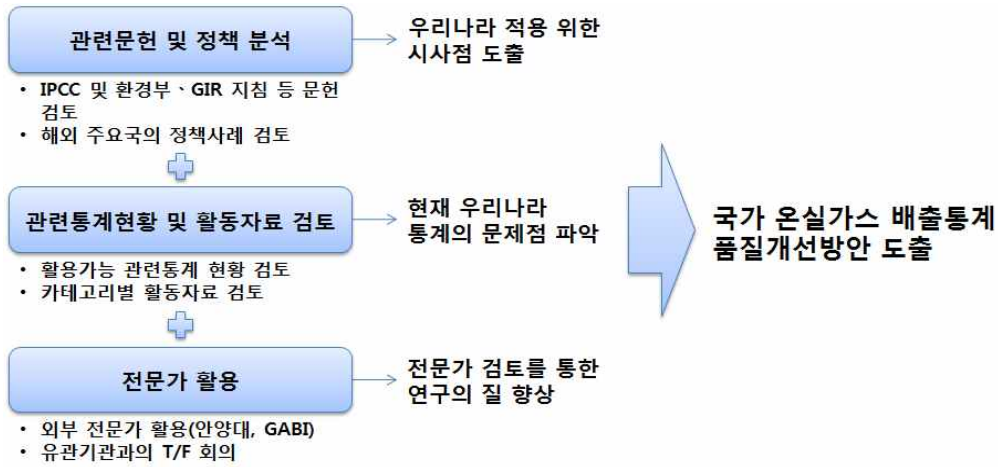 관련문헌 및 정책 분석
우리나라 적용 위한
시사점 도출
• IPCC 및 환경부、GIR 지침 등 문헌
검토
• 해외 주요국의 정책사례 검토
관련통계현황 및 활동자료 검토
현재 우리나라
통계의 문제점 파악
• 활용가능 관련통계 현황 검토
• 카테고리별 활동자료 검토
전문가 활용
전문가 검토를 통한
연구의 질 향상
• 외부 전문가 활용(안양대, GABI)
• 유관기관과의 T/F 회의
국가 온실가스 배출통계
품질개선방안 도출